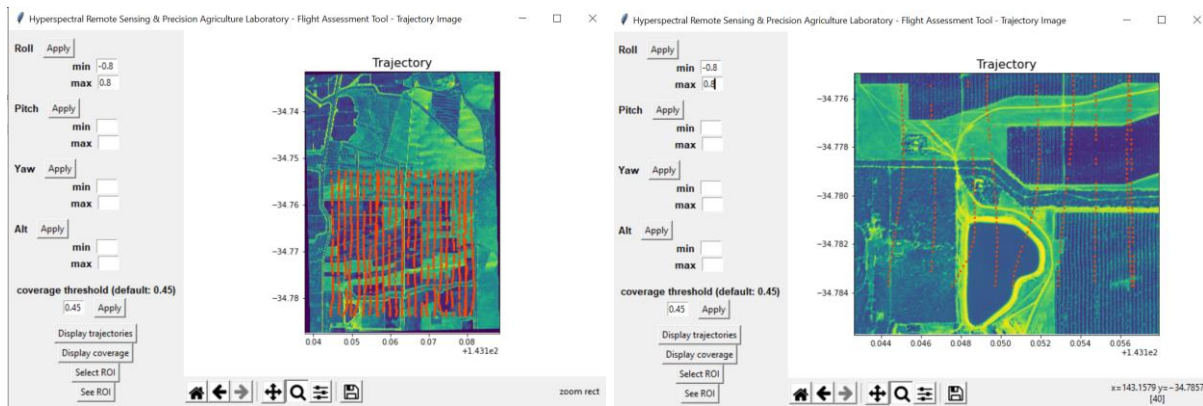 Hyperspectral Remote Sensing & Precision Agriculture Laboratory - Flight Assessment Tool - Trajectory Image
Roll Apply
min -0.8
max 0.8
Pitch Apply
min
max
Yaw Apply
min
max
Alt Apply
min
max
coverage threshold (default: 0.45)
0.45 Apply
Display trajectories
Display coverage
Select ROI
See ROI
Trajectory
−34.74
−34.75
−34.76
−34.77
−34.78
0.04 0.05 0.06 0.07 0.08
+1.431e2
zoom rect
Hyperspectral Remote Sensing & Precision Agriculture Laboratory - Flight Assessment Tool - Trajectory Image
Roll Apply
min -0.8
max 0.8
Pitch Apply
min
max
Yaw Apply
min
max
Alt Apply
min
max
coverage threshold (default: 0.45)
0.45 Apply
Display trajectories
Display coverage
Select ROI
See ROI
Trajectory
−34.776
−34.778
−34.780
−34.782
−34.784
0.044 0.046 0.048 0.050 0.052 0.054 0.056
+1.431e2
x=143.1579 y=−34.7857
[40]